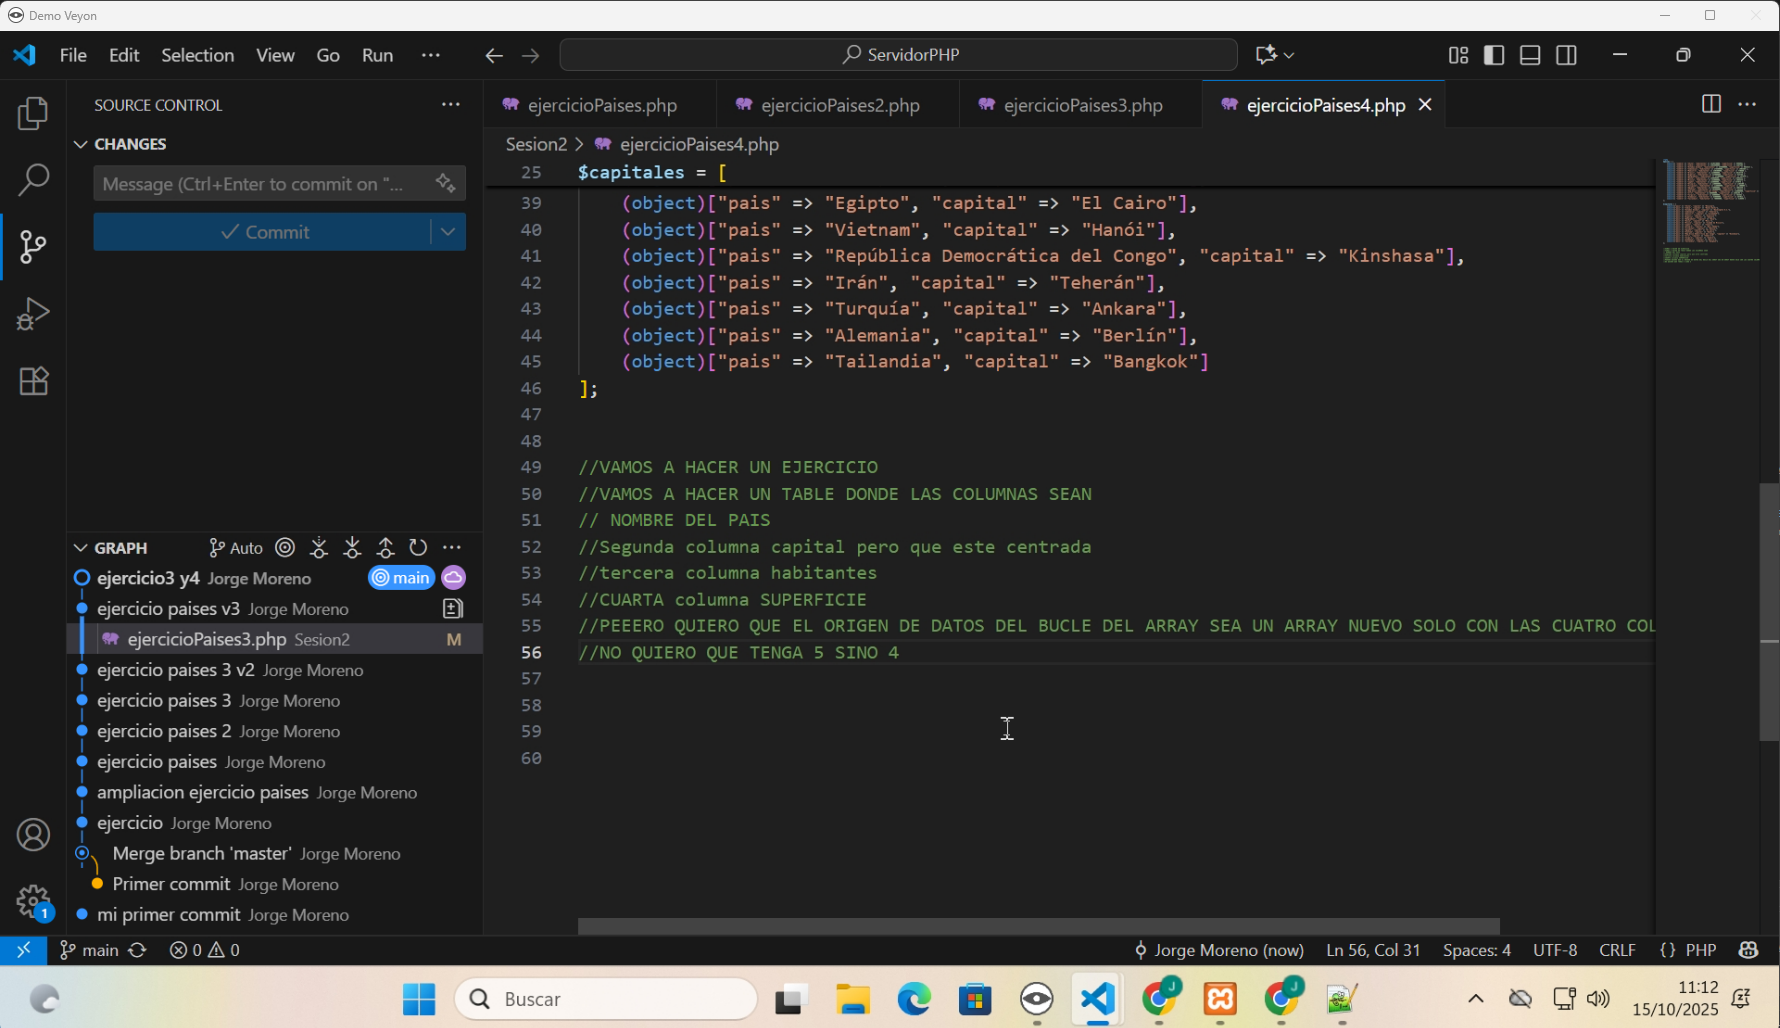 Demo Veyon
File Edit Selection View Go Run ··· ServidorPHP
SOURCE CONTROL
CHANGES
Message (Ctrl+Enter to commit on "...
Commit
GRAPH Auto
ejercicio3 y4 Jorge Moreno main
ejercicio paises v3 Jorge Moreno
ejercicioPaises3.php Sesion2 M
ejercicio paises 3 v2 Jorge Moreno
ejercicio paises 3 Jorge Moreno
ejercicio paises 2 Jorge Moreno
ejercicio paises Jorge Moreno
ampliacion ejercicio paises Jorge Moreno
ejercicio Jorge Moreno
Merge branch 'master' Jorge Moreno
Primer commit Jorge Moreno
mi primer commit Jorge Moreno
1
ejercicioPaises.php ejercicioPaises2.php ejercicioPaises3.php ejercicioPaises4.php
Sesion2 > ejercicioPaises4.php
25 $capitales = [
39 (object)["pais" => "Egipto", "capital" => "El Cairo"],
40 (object)["pais" => "Vietnam", "capital" => "Hanói"],
41 (object)["pais" => "República Democrática del Congo", "capital" => "Kinshasa"],
42 (object)["pais" => "Irán", "capital" => "Teherán"],
43 (object)["pais" => "Turquía", "capital" => "Ankara"],
44 (object)["pais" => "Alemania", "capital" => "Berlín"],
45 (object)["pais" => "Tailandia", "capital" => "Bangkok"]
46 ];
47
48
49 //VAMOS A HACER UN EJERCICIO
50 //VAMOS A HACER UN TABLE DONDE LAS COLUMNAS SEAN
51 // NOMBRE DEL PAIS
52 //Segunda columna capital pero que este centrada
53 //tercera columna habitantes
54 //CUARTA columna SUPERFICIE
55 //PEEERO QUIERO QUE EL ORIGEN DE DATOS DEL BUCLE DEL ARRAY SEA UN ARRAY NUEVO SOLO CON LAS CUATRO COL
56 //NO QUIERO QUE TENGA 5 SINO 4
57
58
59
60
main 0 0 Jorge Moreno (now) Ln 56, Col 31 Spaces: 4 UTF-8 CRLF {} PHP
Buscar
J
J
11:12
15/10/2025